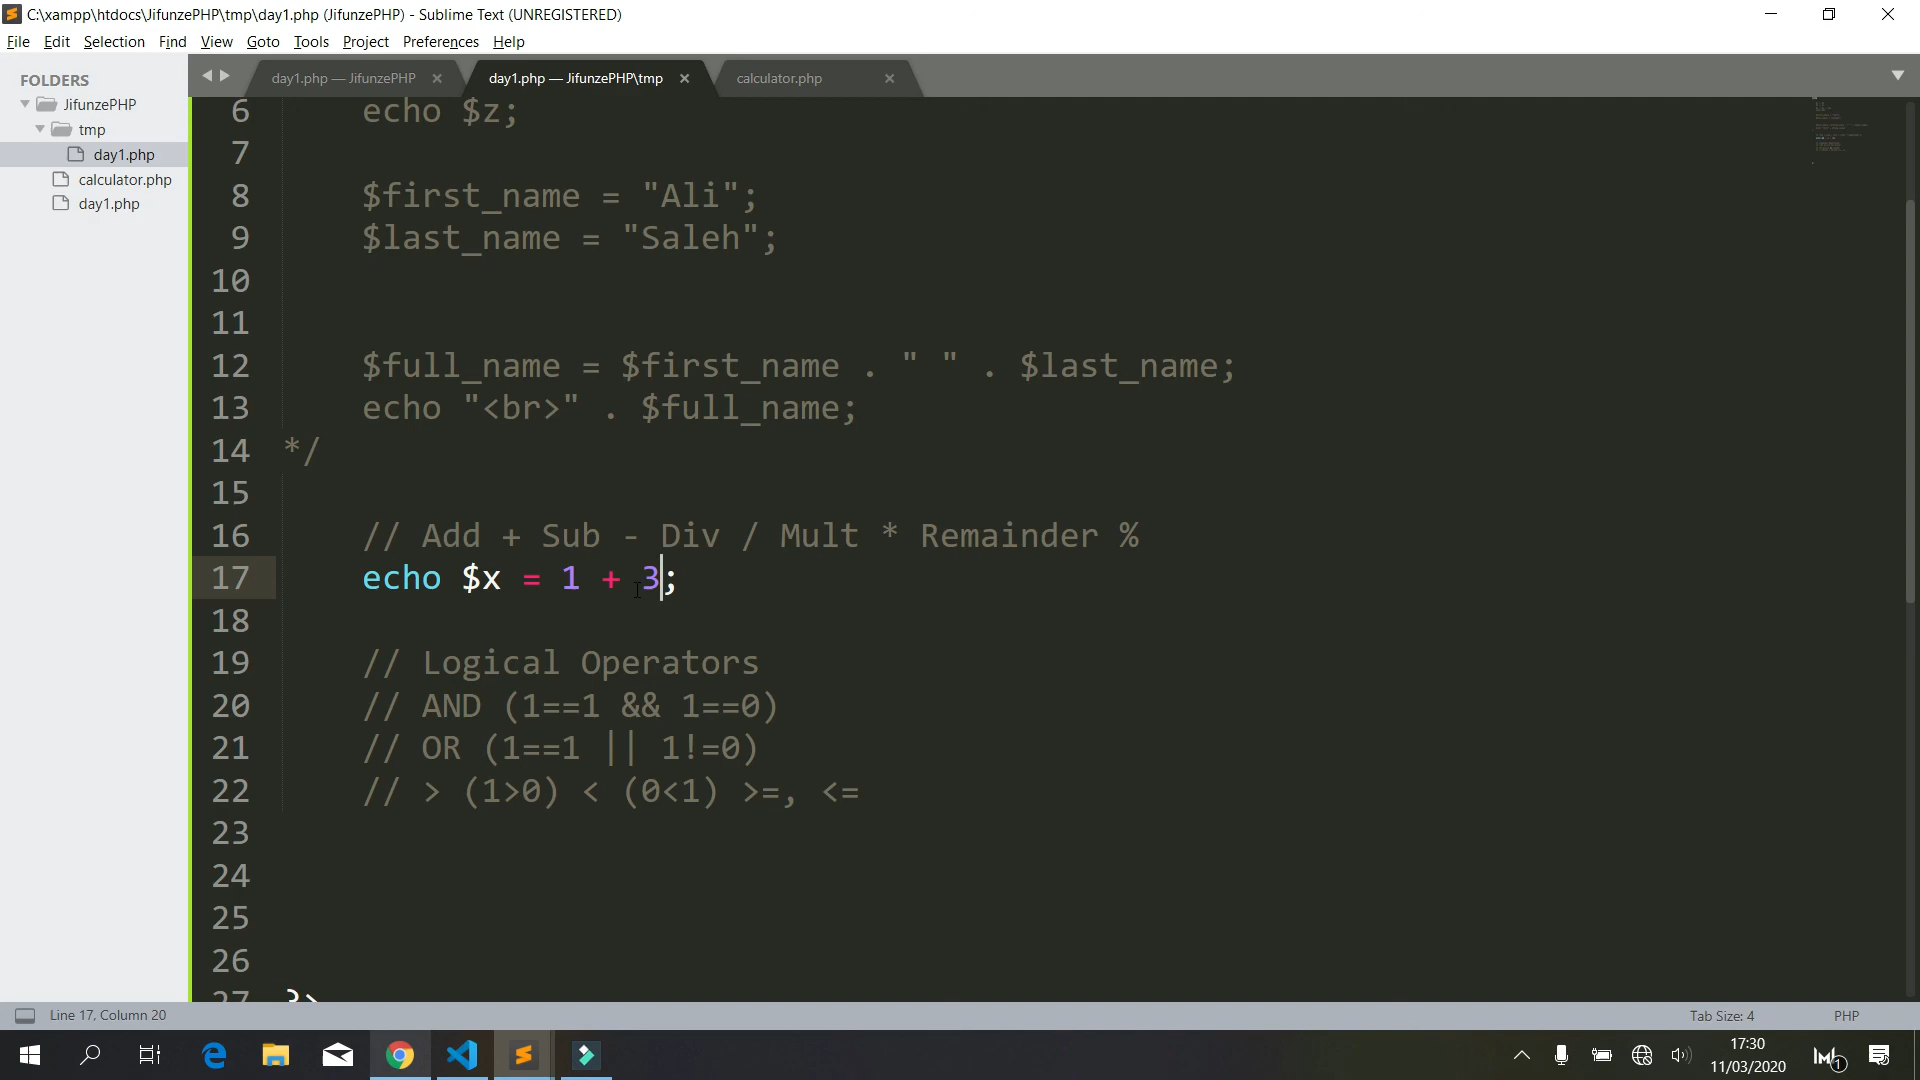 C:\xampp\htdocs\JifunzePHP\tmp\day1.php (JifunzePHP) - Sublime Text (UNREGISTERED)
File Edit Selection Find View Goto Tools Project Preferences Help
FOLDERS
JifunzePHP
tmp
day1.php
calculator.php
day1.php
day1.php — JifunzePHP
day1.php — JifunzePHP\tmp
calculator.php
6 echo $z;
7
8 $first_name = "Ali";
9 $last_name = "Saleh";
10
11
12 $full_name = $first_name . " " . $last_name;
13 echo "<br>" . $full_name;
14 */
15
16 // Add + Sub - Div / Mult * Remainder %
17 echo $x = 1 + 3;
18
19 // Logical Operators
20 // AND (1==1 && 1==0)
21 // OR (1==1 || 1!=0)
22 // > (1>0) < (0<1) >=, <=
23
24
25
26
27 ?>
Line 17, Column 20
Tab Size: 4
PHP
17:30
11/03/2020
1